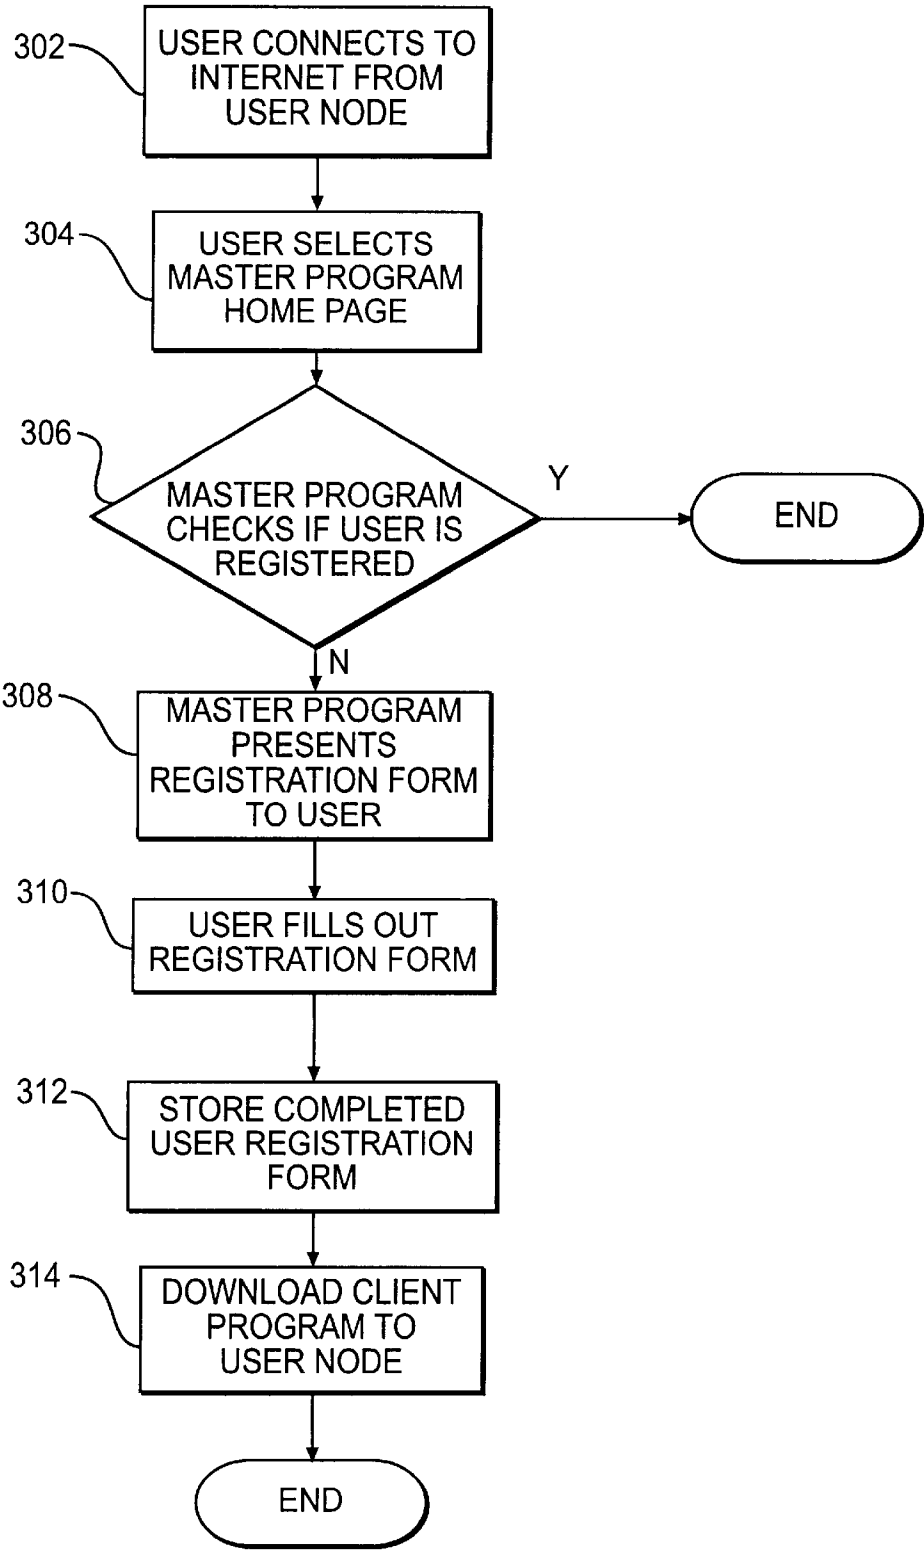 302
USER CONNECTS TO
INTERNET FROM
USER NODE
304
USER SELECTS
MASTER PROGRAM
HOME PAGE
306
MASTER PROGRAM
CHECKS IF USER IS
REGISTERED
Y
END
N
308
MASTER PROGRAM
PRESENTS
REGISTRATION FORM
TO USER
310
USER FILLS OUT
REGISTRATION FORM
312
STORE COMPLETED
USER REGISTRATION
FORM
314
DOWNLOAD CLIENT
PROGRAM TO
USER NODE
END